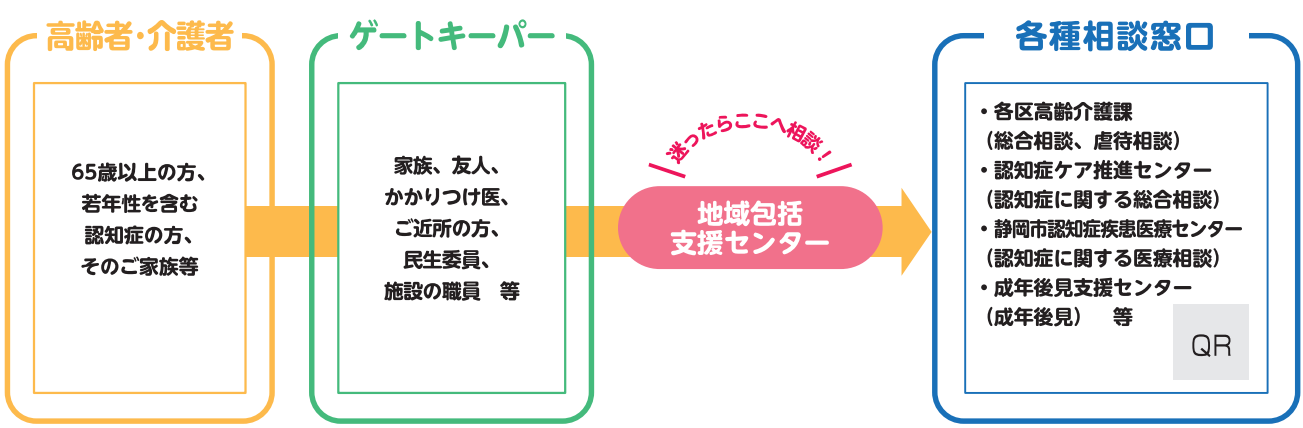 高齢者・介護者
65歳以上の方、
若年性を含む
認知症の方、
そのご家族等
ゲートキーパー
家族、友人、
かかりつけ医、
ご近所の方、
民生委員、
施設の職員　等
迷ったらここへ相談！
地域包括
支援センター
各種相談窓口
・各区高齢介護課
（総合相談、虐待相談）
・認知症ケア推進センター
（認知症に関する総合相談）
・静岡市認知症疾患医療センター
（認知症に関する医療相談）
・成年後見支援センター
（成年後見）　等
QR